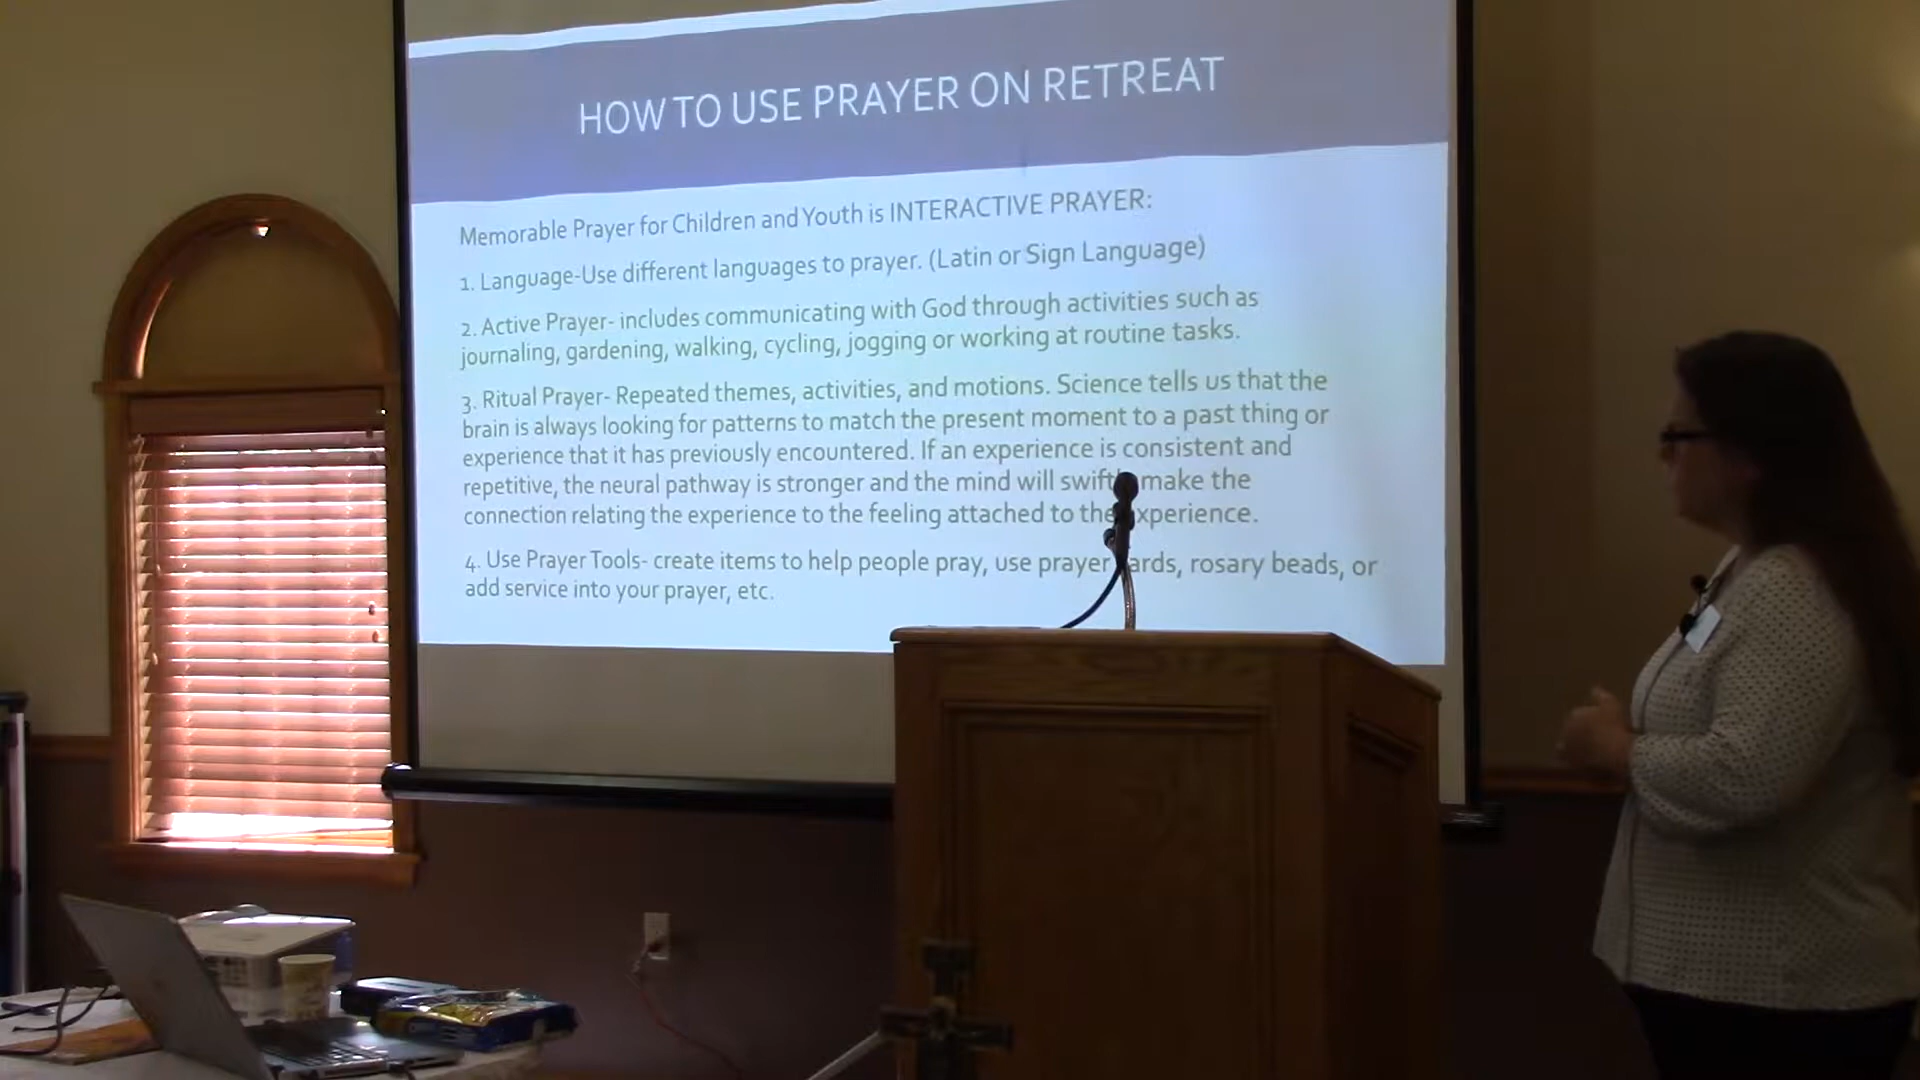 HOW TO USE PRAYER ON RETREAT
Memorable Prayer for Children and Youth is INTERACTIVE PRAYER:
1. Language-Use different languages to prayer. (Latin or Sign Language)
2. Active Prayer- includes communicating with God through activities such as
journaling, gardening, walking, cycling, jogging or working at routine tasks.
3. Ritual Prayer- Repeated themes, activities, and motions. Science tells us that the
brain is always looking for patterns to match the present moment to a past thing or
experience that it has previously encountered. If an experience is consistent and
repetitive, the neural pathway is stronger and the mind will swiftly make the
connection relating the experience to the feeling attached to the experience.
4. Use Prayer Tools- create items to help people pray, use prayer cards, rosary beads, or
add service into your prayer, etc.